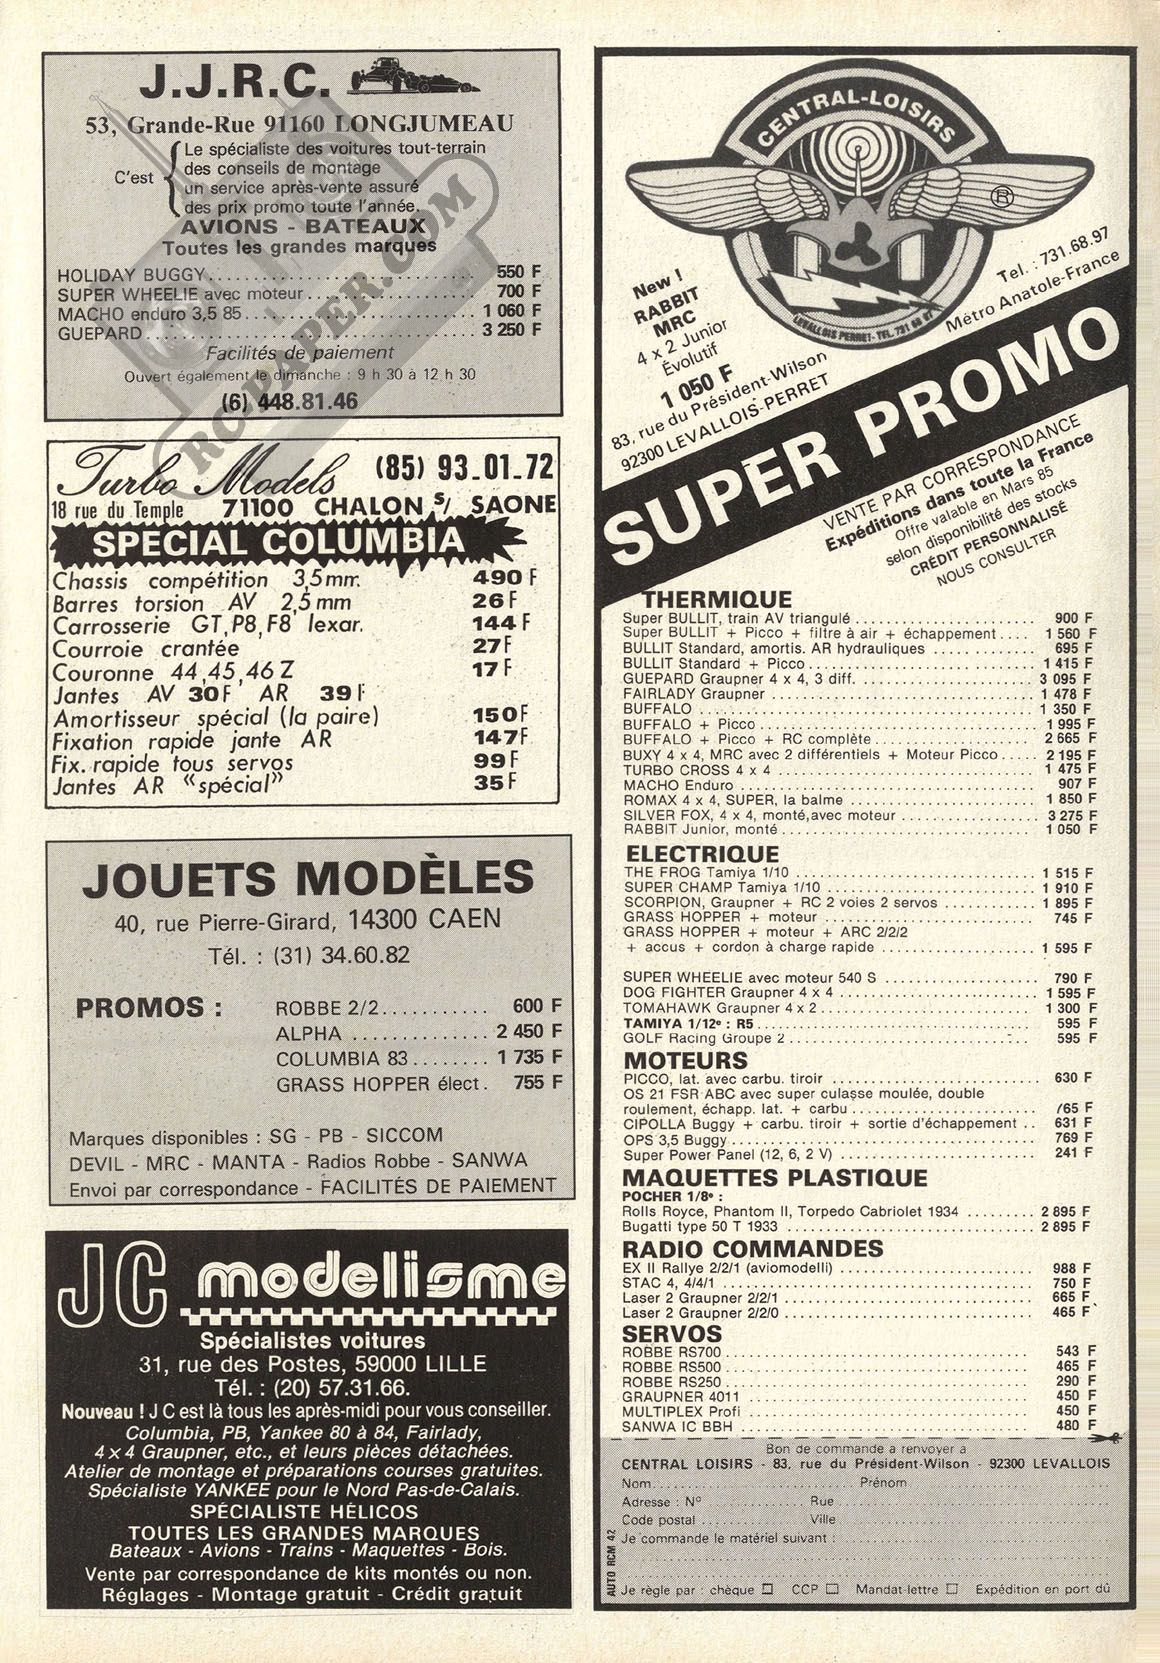 J.J.R.C.
53, Grande-Rue 91160 LONGJUMEAU
C'est
Le spécialiste des voitures tout-terrain
des conseils de montage
un service après-vente assuré
des prix promo toute l'année.
AVIONS - BATEAUX
Toutes les grandes marques
HOLIDAY BUGGY 550 F
SUPER WHEELIE avec moteur 700 F
MACHO enduro 3,5 85 1 060 F
GUEPARD 3 250 F
Facilités de paiement
Ouvert également le dimanche : 9 h 30 à 12 h 30
(6) 448.81.46
RCPAPER.COM
Turbo Models (85) 93_01_72
18 rue du Temple 71100 CHALON S/ SAONE
SPECIAL COLUMBIA
Chassis compétition 3,5mm. 490 F
Barres torsion AV 2,5mm 26 F
Carrosserie GT,P8,F8 lexar. 144 F
Courroie crantée 27 F
Couronne 44,45,46 Z 17 F
Jantes AV 30F AR 39F
Amortisseur spécial (la paire) 150 F
Fixation rapide jante AR 147F
Fix. rapide tous servos 99 F
Jantes AR “spécial” 35 F
JOUETS MODÈLES
40, rue Pierre-Girard, 14300 CAEN
Tél. : (31) 34.60.82
PROMOS : ROBBE 2/2 600 F
ALPHA 2 450 F
COLUMBIA 83 1 735 F
GRASS HOPPER élect. 755 F
Marques disponibles : SG - PB - SICCOM
DEVIL - MRC - MANTA - Radios Robbe - SANWA
Envoi par correspondance - FACILITÉS DE PAIEMENT
JC modelisme
Spécialistes voitures
31, rue des Postes, 59000 LILLE
Tél. : (20) 57.31.66.
Nouveau ! J C est là tous les après-midi pour vous conseiller.
Columbia, PB, Yankee 80 à 84, Fairlady,
4 x 4 Graupner, etc., et leurs pièces détachées.
Atelier de montage et préparations courses gratuites.
Spécialiste YANKEE pour le Nord Pas-de-Calais.
SPÉCIALISTE HÉLICOS
TOUTES LES GRANDES MARQUES
Bateaux - Avions - Trains - Maquettes - Bois.
Vente par correspondance de kits montés ou non.
Réglages - Montage gratuit - Crédit gratuit
CENTRAL-LOISIRS
®
LEVALLOIS PERRET- TEL. 731 68 97
New !
RABBIT
MRC
4 x 2 Junior
Évolutif
1 050 F
83, rue du Président-Wilson
92300 LEVALLOIS-PERRET
Tel. : 731.68.97
Métro Anatole-France
SUPER PROMO
VENTE PAR CORRESPONDANCE
Expéditions dans toute la France
Offre valable en Mars 85
selon disponibilité des stocks
CRÉDIT PERSONNALISÉ
NOUS CONSULTER
THERMIQUE
Super BULLIT, train AV triangulé 900 F
Super BULLIT + Picco + filtre à air + échappement 1 560 F
BULLIT Standard, amortis. AR hydrauliques 695 F
BULLIT Standard + Picco 1 415 F
GUEPARD Graupner 4 x 4, 3 diff. 3 095 F
FAIRLADY Graupner 1 478 F
BUFFALO 1 350 F
BUFFALO + Picco 1 995 F
BUFFALO + Picco + RC complète 2 665 F
BUXY 4 x 4, MRC avec 2 différentiels + Moteur Picco 2 195 F
TURBO CROSS 4 x 4 1 475 F
MACHO Enduro 907 F
ROMAX 4 x 4, SUPER, la balme 1 850 F
SILVER FOX, 4 x 4, monté, avec moteur 3 275 F
RABBIT Junior, monté 1 050 F
ELECTRIQUE
THE FROG Tamiya 1/10 1 515 F
SUPER CHAMP Tamiya 1/10 1 910 F
SCORPION, Graupner + RC 2 voies 2 servos 1 895 F
GRASS HOPPER + moteur 745 F
GRASS HOPPER + moteur + ARC 2/2/2
+ accus + cordon à charge rapide 1 595 F
SUPER WHEELIE avec moteur 540 S 790 F
DOG FIGHTER Graupner 4 x 4 1 595 F
TOMAHAWK Graupner 4 x 2 1 300 F
TAMIYA 1/12e : R5 595 F
GOLF Racing Groupe 2 595 F
MOTEURS
PICCO, lat. avec carbu. tiroir 630 F
OS 21 FSR ABC avec super culasse moulée, double
roulement, échapp. lat. + carbu 65 F
CIPOLLA Buggy + carbu. tiroir + sortie d'échappement 631 F
OPS 3,5 Buggy 769 F
Super Power Panel (12, 6, 2 V) 241 F
MAQUETTES PLASTIQUE
POCHER 1/8e :
Rolls Royce, Phantom II, Torpedo Cabriolet 1934 2 895 F
Bugatti type 50 T 1933 2 895 F
RADIO COMMANDES
EX II Rallye 2/2/1 (aviomodelli) 988 F
STAC 4, 4/4/1 750 F
Laser 2 Graupner 2/2/1 665 F
Laser 2 Graupner 2/2/0 465 F
SERVOS
ROBBE RS700 543 F
ROBBE RS500 465 F
ROBBE RS250 290 F
GRAUPNER 4011 450 F
MULTIPLEX Profi 450 F
SANWA IC BBH 480 F
Bon de commande a renvoyer a
CENTRAL LOISIRS - 83, rue du Président-Wilson - 92300 LEVALLOIS
Nom Prénom
Adresse : N° Rue
Code postal Ville
Je commande le matériel suivant :
Je règle par : chèque CCP Mandat-lettre Expédition en port dû
AUTO RCM 42